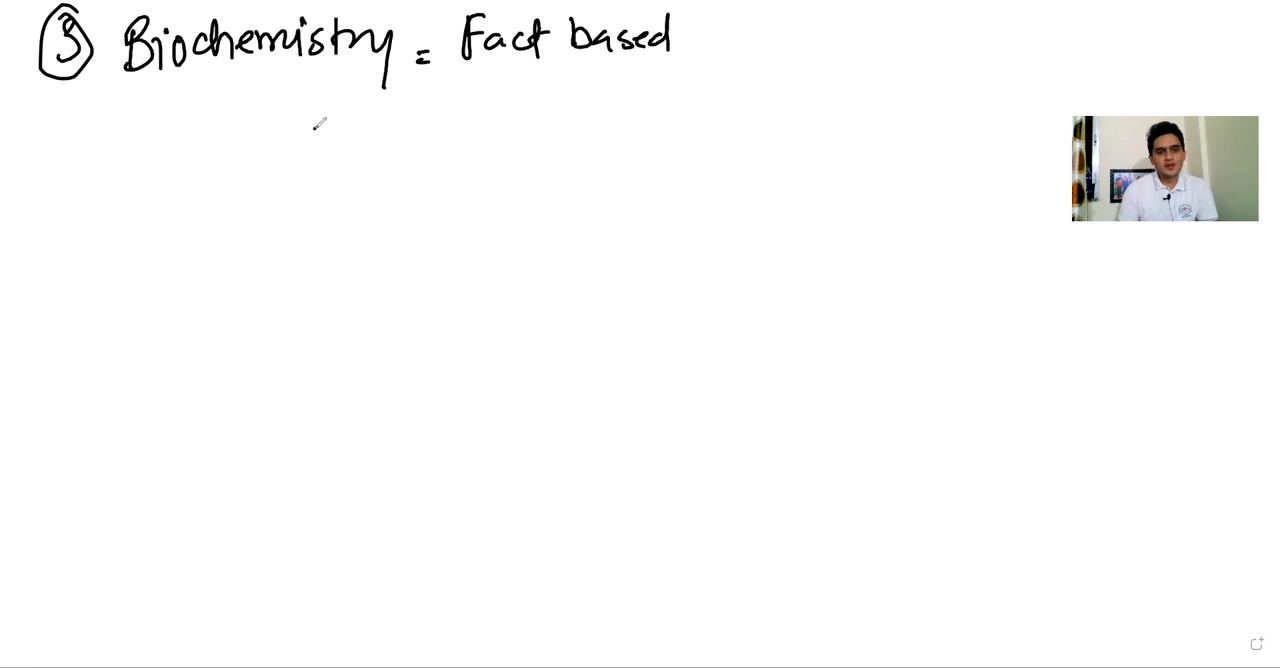 ③ Biochemistry = Fact based